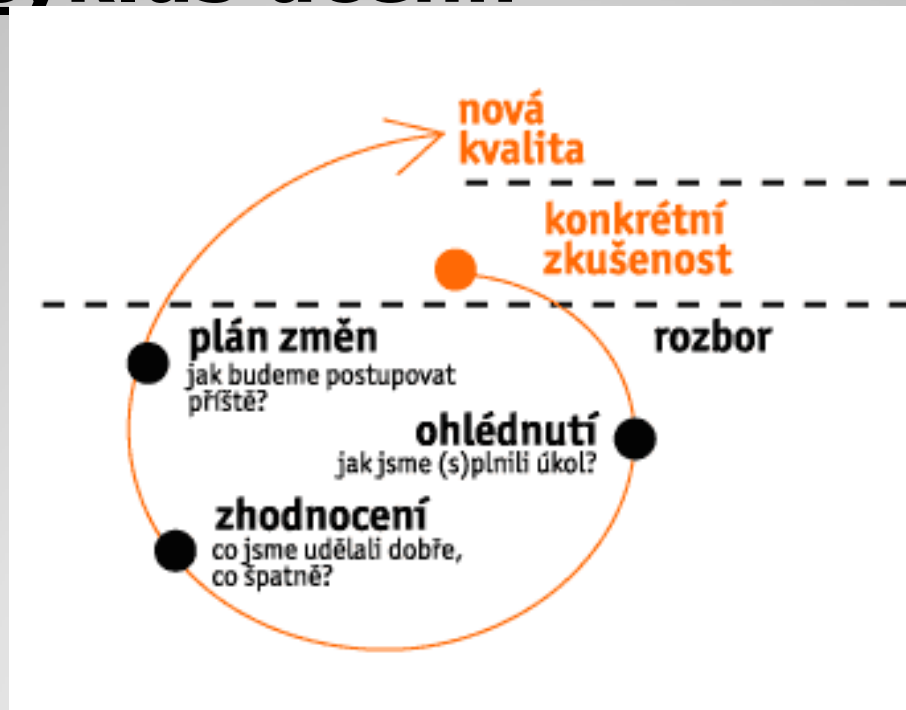 nová
kvalita
konkrétní
zkušenost
rozbor
plán změn
jak budeme postupovat
příště?
ohlédnutí
jak jsme (s)plnili úkol?
zhodnocení
co jsme udělali dobře,
co špatně?